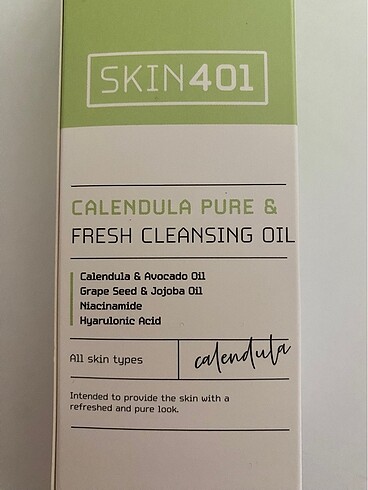 SKIN401
CALENDULA PURE &
FRESH CLEANSING OIL
Calendula & Avocado Oil
Grape Seed & Jojoba Oil
Niacinamide
Hyarulonic Acid
All skin types
calendula
Intended to provide the skin with a
refreshed and pure look.